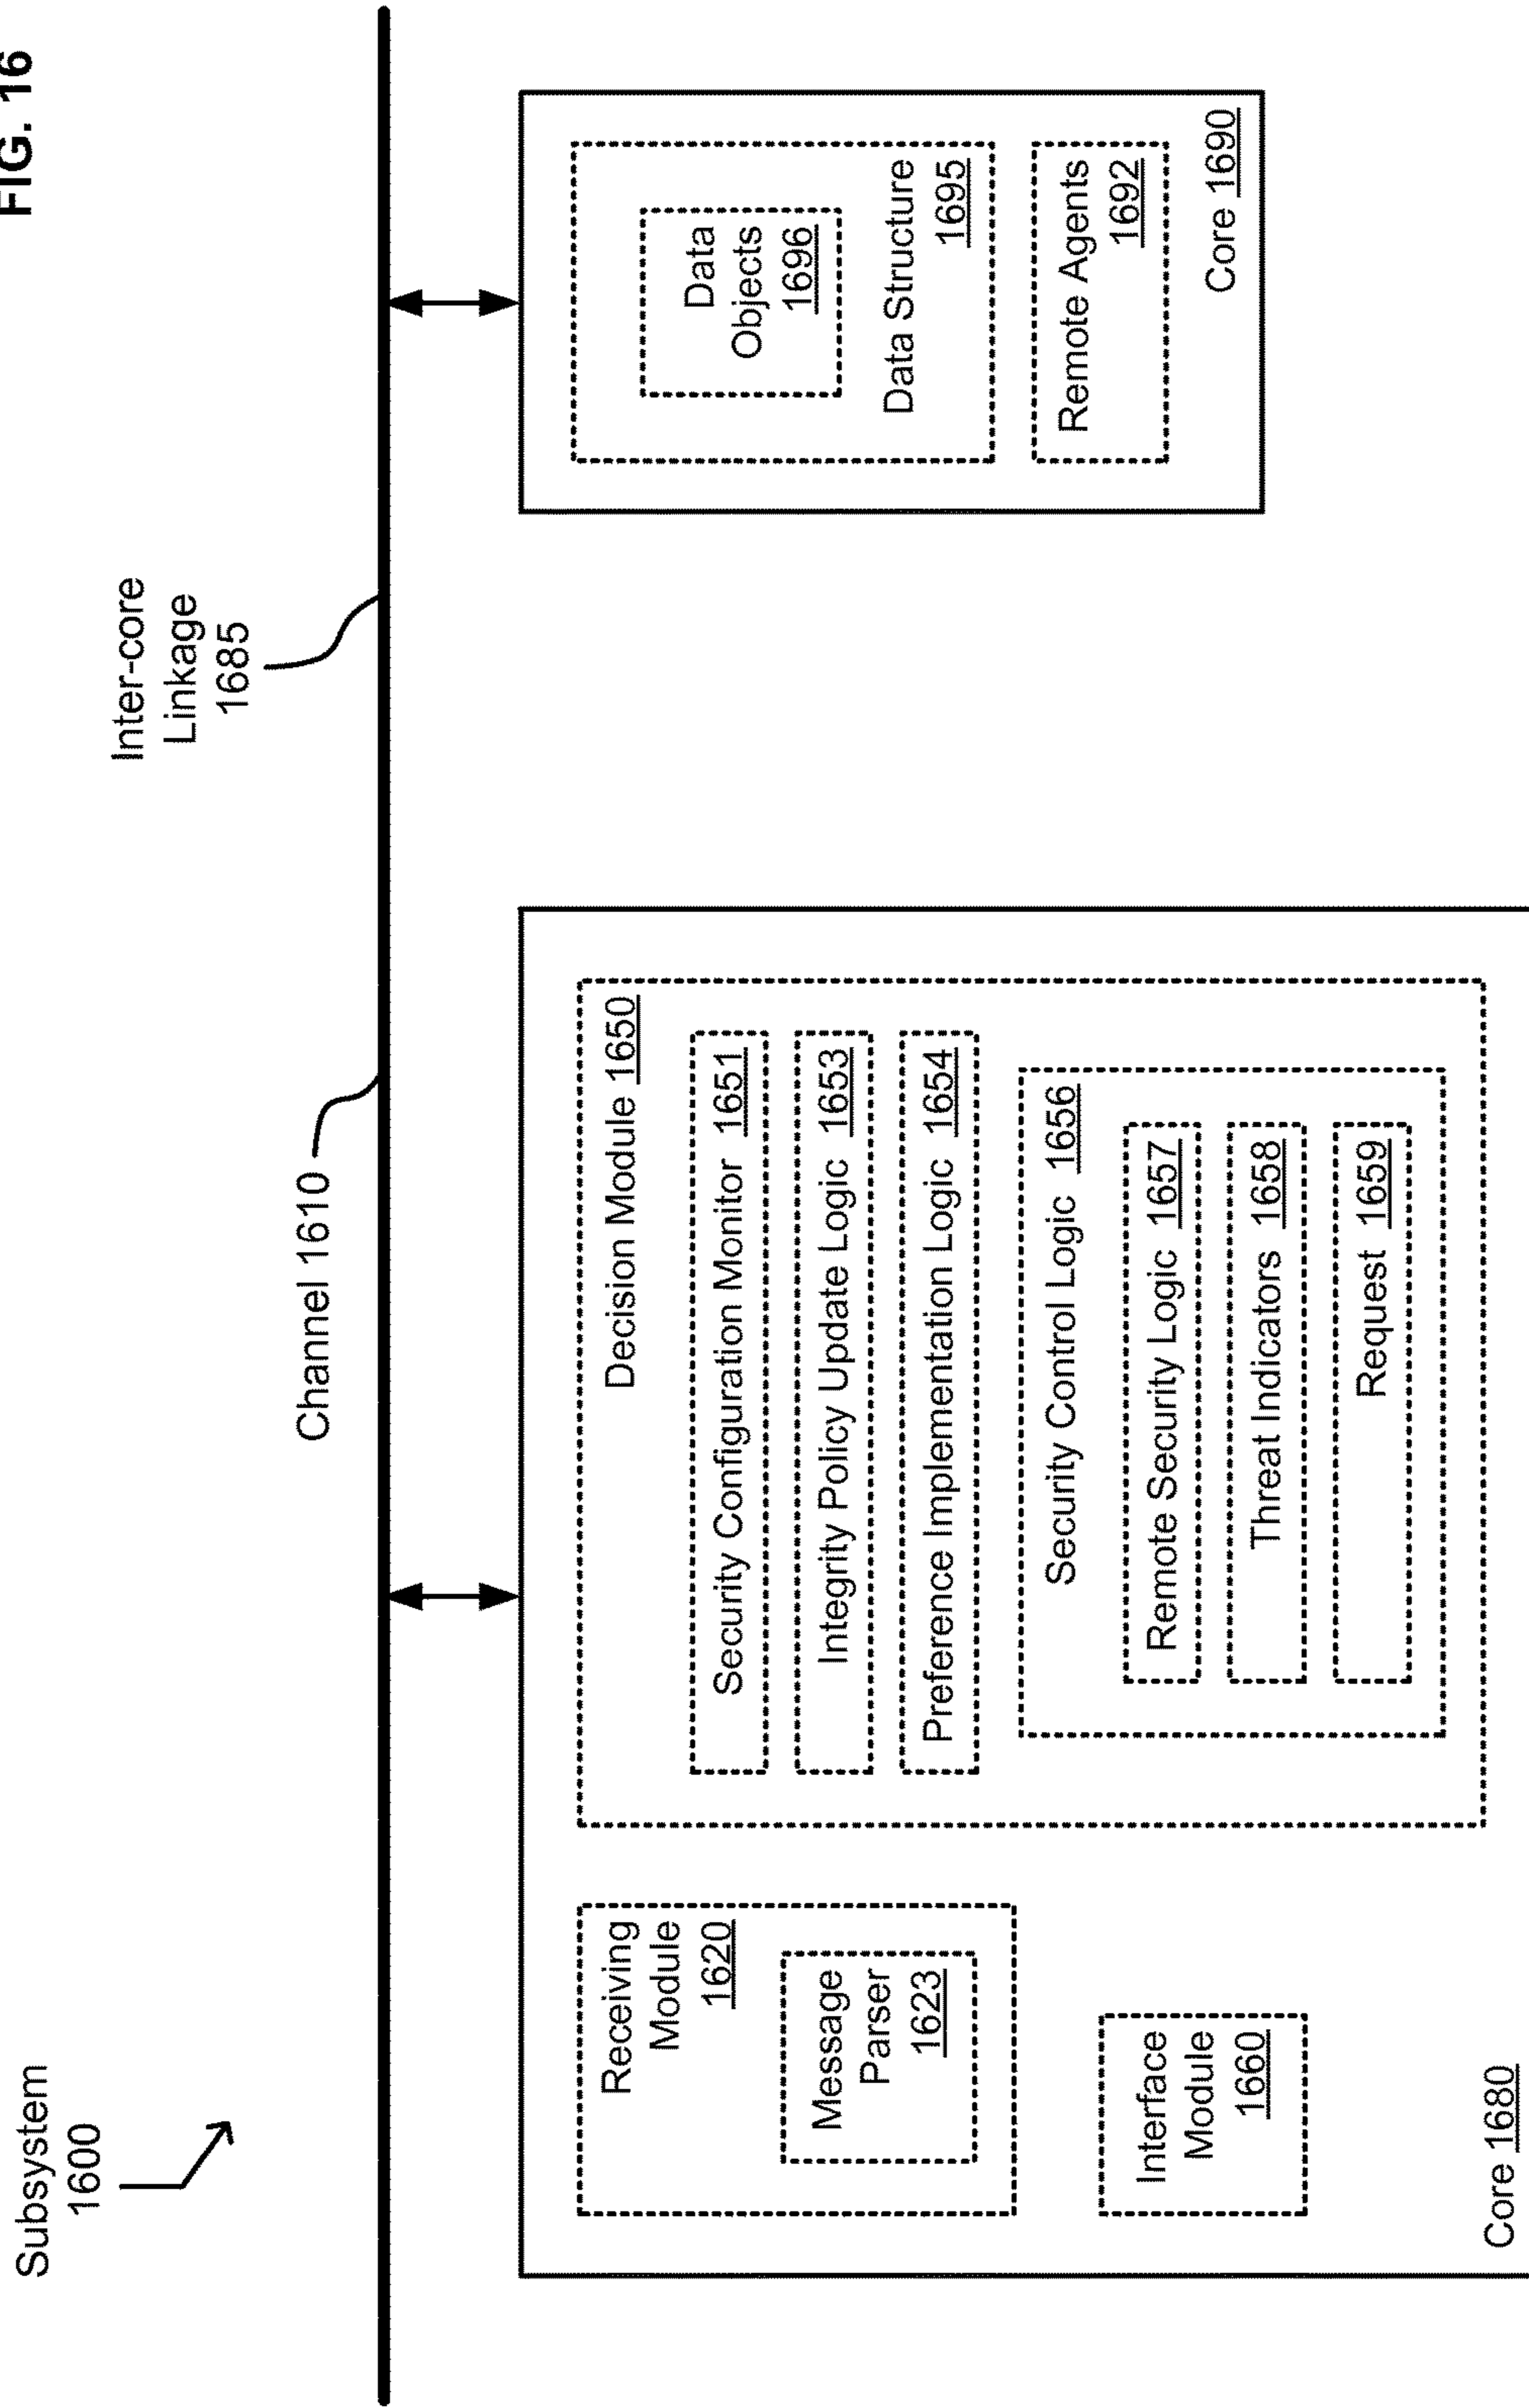 FIG. 16
Subsystem
1600
Inter-core
Linkage
1685
Channel 1610
Receiving
Module
1620
Message
Parser
1623
Interface
Module
1660
Core 1680
Decision Module 1650
Security Configuration Monitor 1651
Integrity Policy Update Logic 1653
Preference Implementation Logic 1654
Security Control Logic 1656
Remote Security Logic 1657
Threat Indicators 1658
Request 1659
Data
Objects
1696
Data Structure
1695
Remote Agents
1692
Core 1690